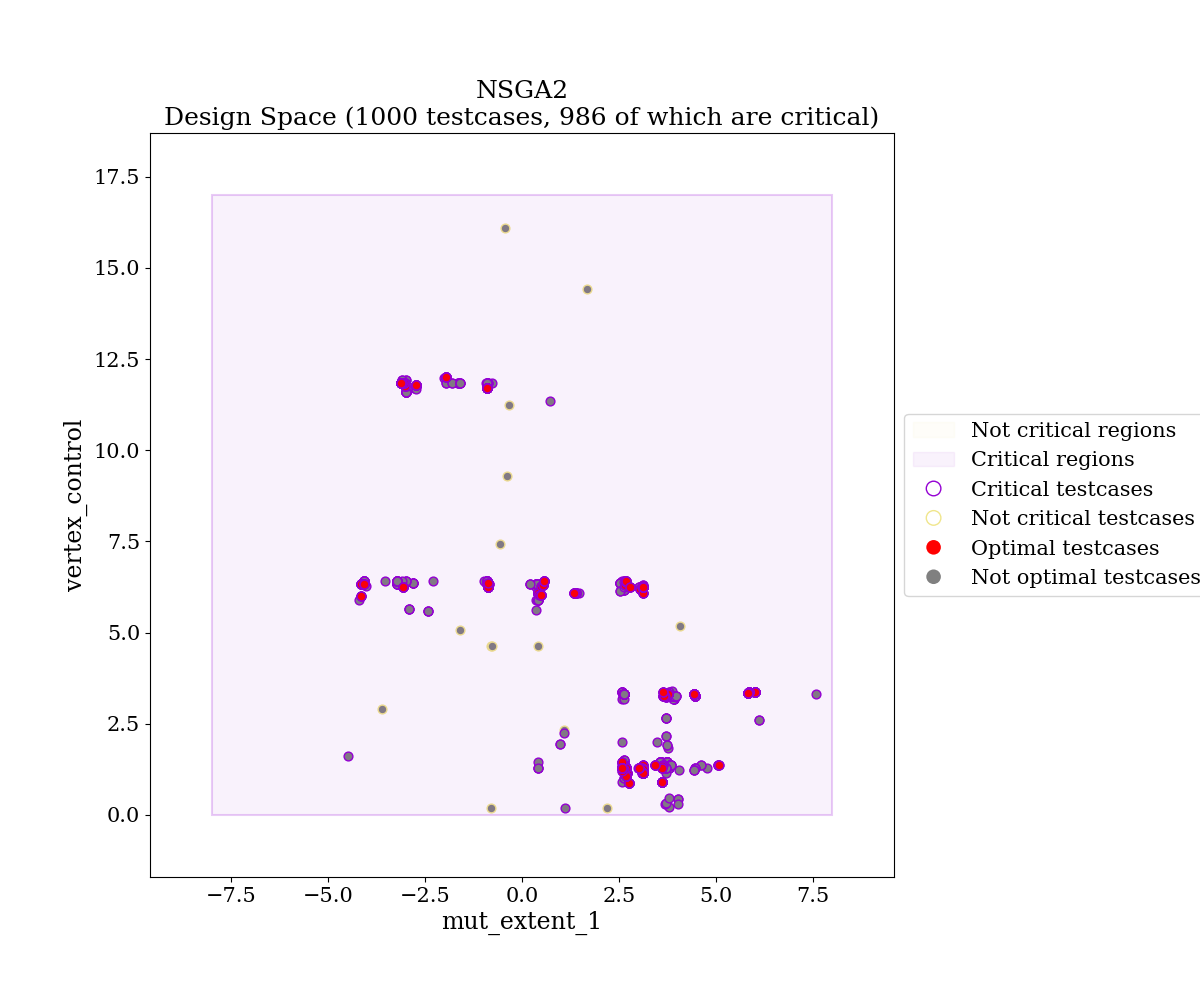 NSGA2
Design Space (1000 testcases, 986 of which are critical)
17.5
15.0
12.5
10.0
7.5
5.0
2.5
0.0
vertex_control
−7.5
−5.0
−2.5
0.0
2.5
5.0
7.5
mut_extent_1
Not critical regions
Critical regions
Critical testcases
Not critical testcases
Optimal testcases
Not optimal testcases